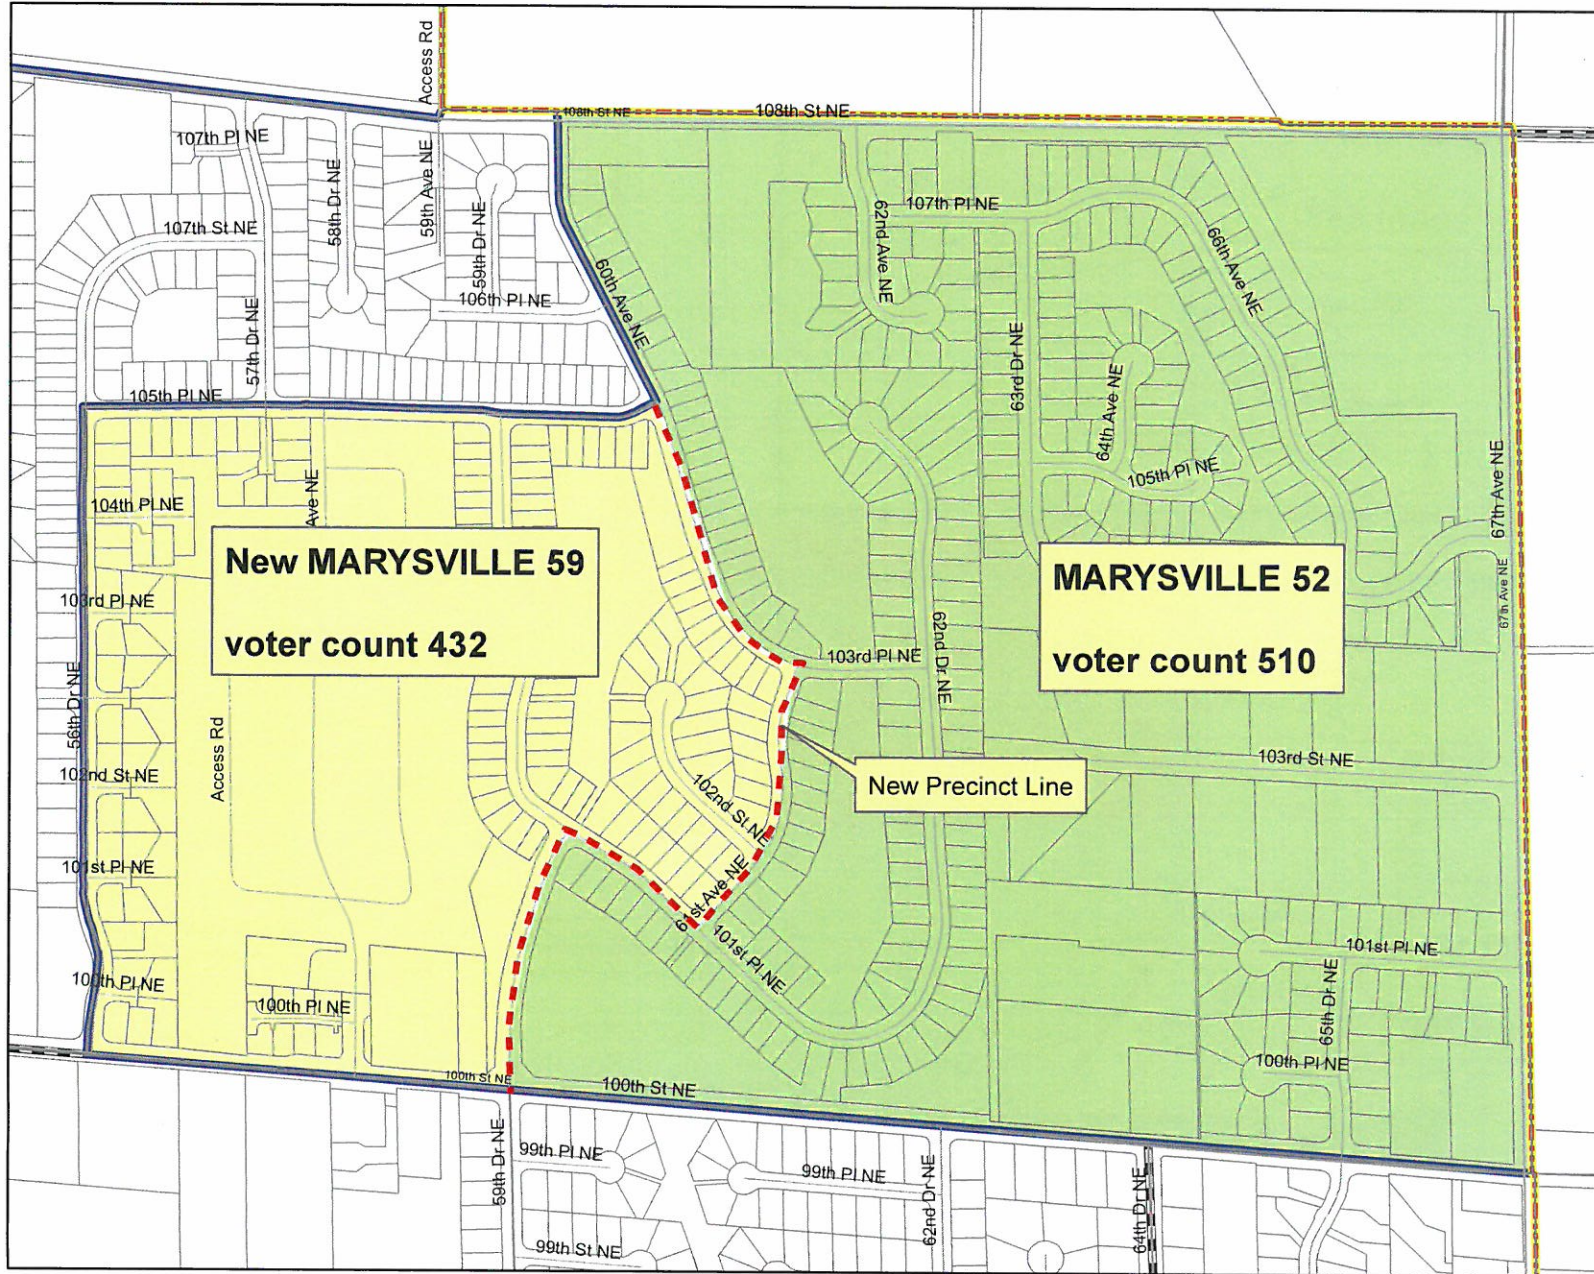 Access Rd
108th St NE
108th St NE
107th Pl NE
58th Dr NE
59th Ave NE
59th Dr NE
107th St NE
106th Pl NE
57th Dr NE
60th Ave NE
62nd Ave NE
107th Pl NE
66th Ave NE
63rd Dr NE
64th Ave NE
105th Pl NE
67th Ave NE
67th Ave NE
105th Pl NE
104th Pl NE
Ave NE
New MARYSVILLE 59
voter count 432
MARYSVILLE 52
voter count 510
103rd Pl NE
103rd Pl NE
62nd Dr NE
56th Dr NE
Access Rd
102nd St NE
102nd St NE
103rd St NE
New Precinct Line
101st Pl NE
61st Ave NE
101st Pl NE
101st Pl NE
65th Dr NE
100th Pl NE
100th Pl NE
100th Pl NE
100th St NE
100th St NE
59th Dr NE
99th Pl NE
99th Pl NE
62nd Dr NE
64th Dr NE
99th St NE